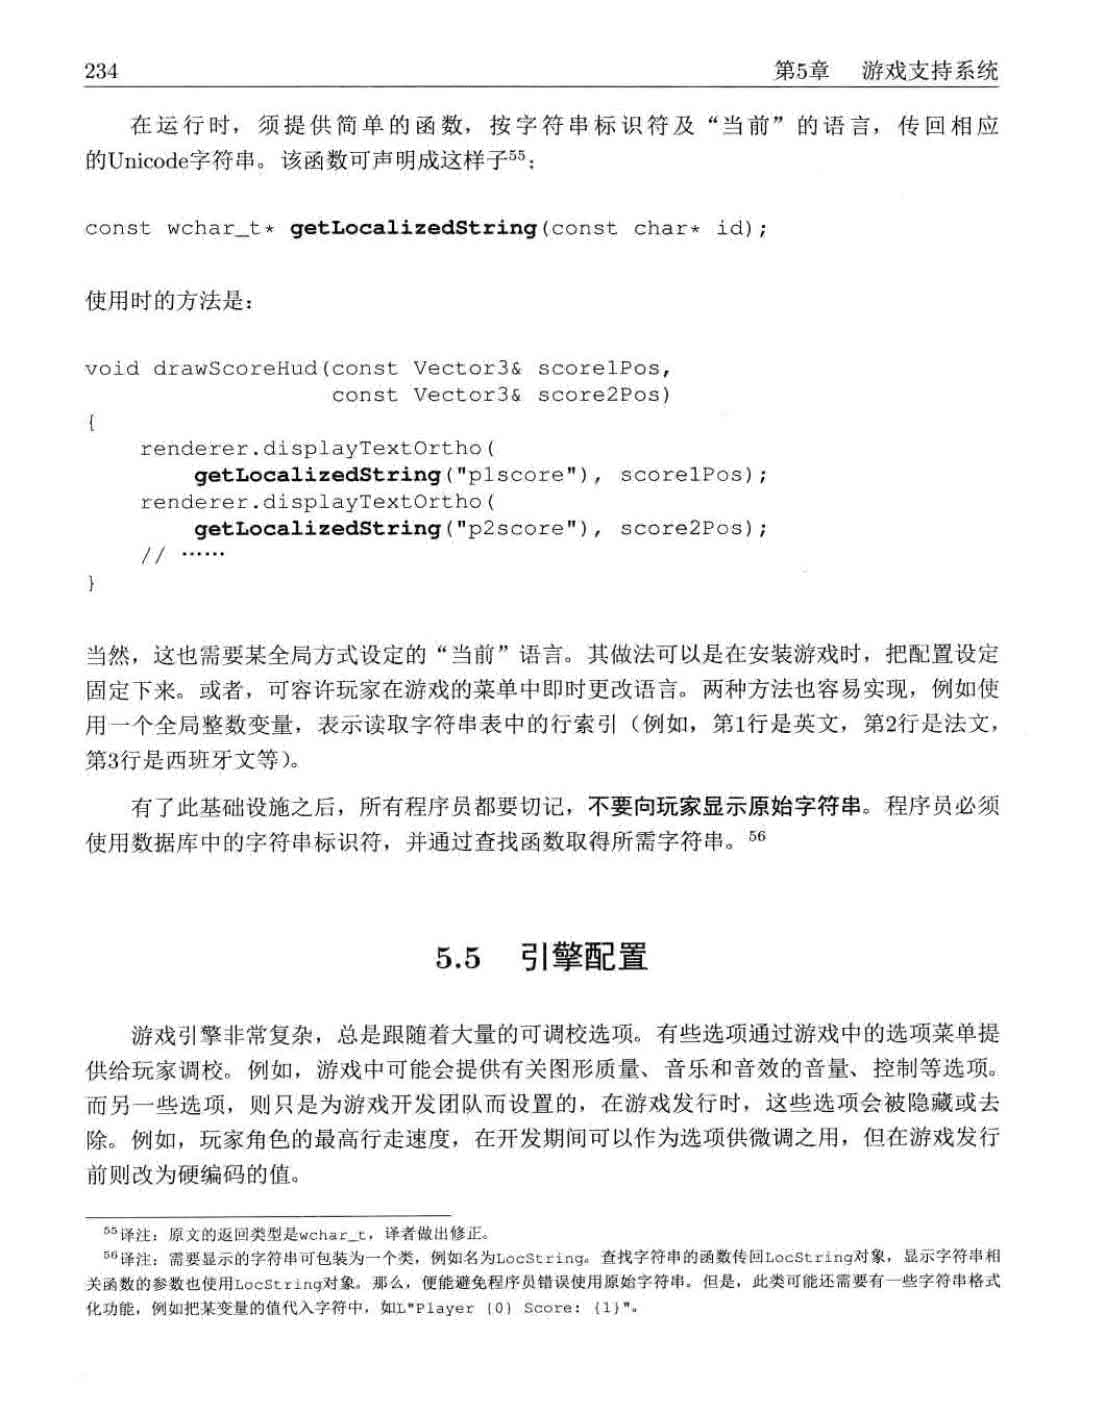 234
第5章 游戏支持系统
在运行时，须提供简单的函数，按字符串标识符及“当前”的语言，传回相应
的Unicode字符串。该函数可声明成这样子55：
const wchar_t* getLocalizedString(const char* id);
使用时的方法是：
void drawScoreHud(const Vector3& score1Pos,
const Vector3& score2Pos)
{
renderer.displayTextOrtho(
getLocalizedString("p1score"), score1Pos);
renderer.displayTextOrtho(
getLocalizedString("p2score"), score2Pos);
// ……
}
当然，这也需要某全局方式设定的“当前”语言。其做法可以是在安装游戏时，把配置设定
固定下来。或者，可容许玩家在游戏的菜单中即时更改语言。两种方法也容易实现，例如使
用一个全局整数变量，表示读取字符串表中的行索引（例如，第1行是英文，第2行是法文，
第3行是西班牙文等）。
有了此基础设施之后，所有程序员都要切记，不要向玩家显示原始字符串。程序员必须
使用数据库中的字符串标识符，并通过查找函数取得所需字符串。56
5.5 引擎配置
游戏引擎非常复杂，总是跟随着大量的可调校选项。有些选项通过游戏中的选项菜单提
供给玩家调校。例如，游戏中可能会提供有关图形质量、音乐和音效的音量、控制等选项。
而另一些选项，则只是为游戏开发团队而设置的，在游戏发行时，这些选项会被隐藏或去
除。例如，玩家角色的最高行走速度，在开发期间可以作为选项供微调之用，但在游戏发行
前则改为硬编码的值。
55译注：原文的返回类型是wchar_t，译者做出修正。
56译注：需要显示的字符串可包装为一个类，例如名为LocString。查找字符串的函数传回LocString对象，显示字符串相
关函数的参数也使用LocString对象。那么，便能避免程序员错误使用原始字符串。但是，此类可能还需要有一些字符串格式
化功能，例如把某变量的值代入字符中，如L"Player {0} Score: {1}"。